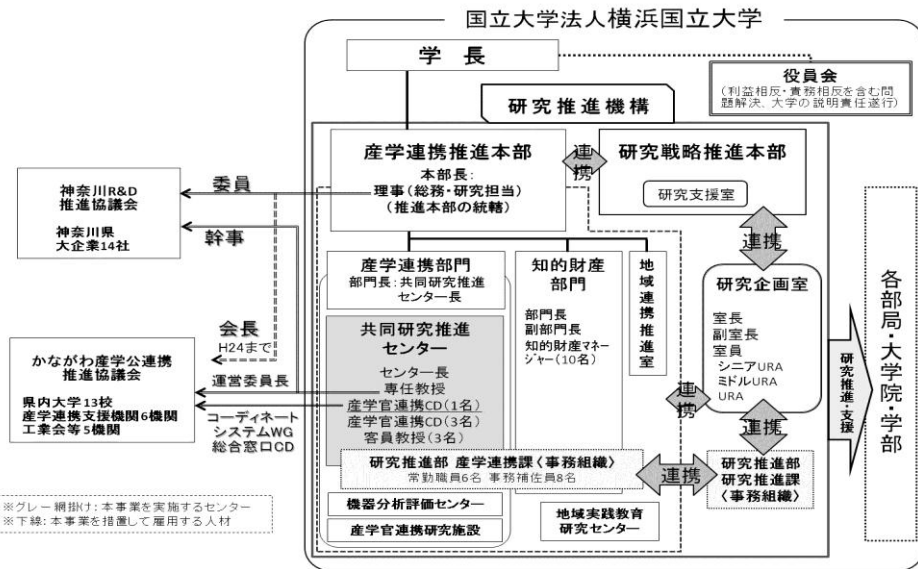 国立大学法人横浜国立大学
学 長
役員会
(利益相反・責務相反を含む問
題解決、大学の説明責任遂行)
研究推進機構
産学連携推進本部
本部長:
理事(総務・研究担当)
(推進本部の統轄)
連携
研究戦略推進本部
研究支援室
神奈川R&D
推進協議会
神奈川県
大企業14社
委員
幹事
連携
産学連携部門
部門長:共同研究推進
センター長
知的財産
部門
部門長
副部門長
知的財産マネー
ジャー(10名)
地域連携推進室
研究企画室
室長
副室長
室員
シニアURA
ミドルURA
URA
研究推進・支援
各部局・大学院・学部
共同研究推進
センター
センター長
専任教授
産学官連携CD(1名)
産学官連携CD(3名)
客員教授(3名)
会長
H24まで
運営委員長
コーディネート
システムWG
総合窓口CD
かながわ産学公連携
推進協議会
県内大学13校
産学連携支援機関6機関
工業会等5機関
連携
連携
研究推進部 産学連携課〈事務組織〉
常勤職員6名 事務補佐員8名
連携
研究推進部
研究推進課
〈事務組織〉
機器分析評価センター
産学官連携研究施設
地域実践教育
研究センター
※グレー網掛け:本事業を実施するセンター
※下線:本事業を措置して雇用する人材